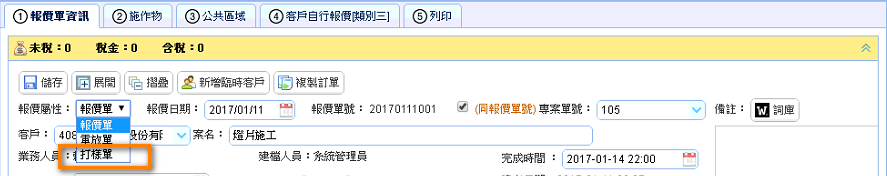 ①報價單資訊 ②施作物 ③公共區域 ④客戶自行報價[類別三] ⑤列印
未稅:0 稅金:0 含稅:0
儲存 展開 摺疊 新增臨時客戶 複製訂單
報價屬性: 報價單 報價日期: 2017/01/11 報價單號: 20170111001 (同報價單號) 專案單號: 105 備註: W 詞庫
報價單
客戶: 408 股份有 案名: 燈片施工
重放單
業務人員: 打樣單 建檔人員: 系統管理員 完成時間: 2017-01-14 22:00